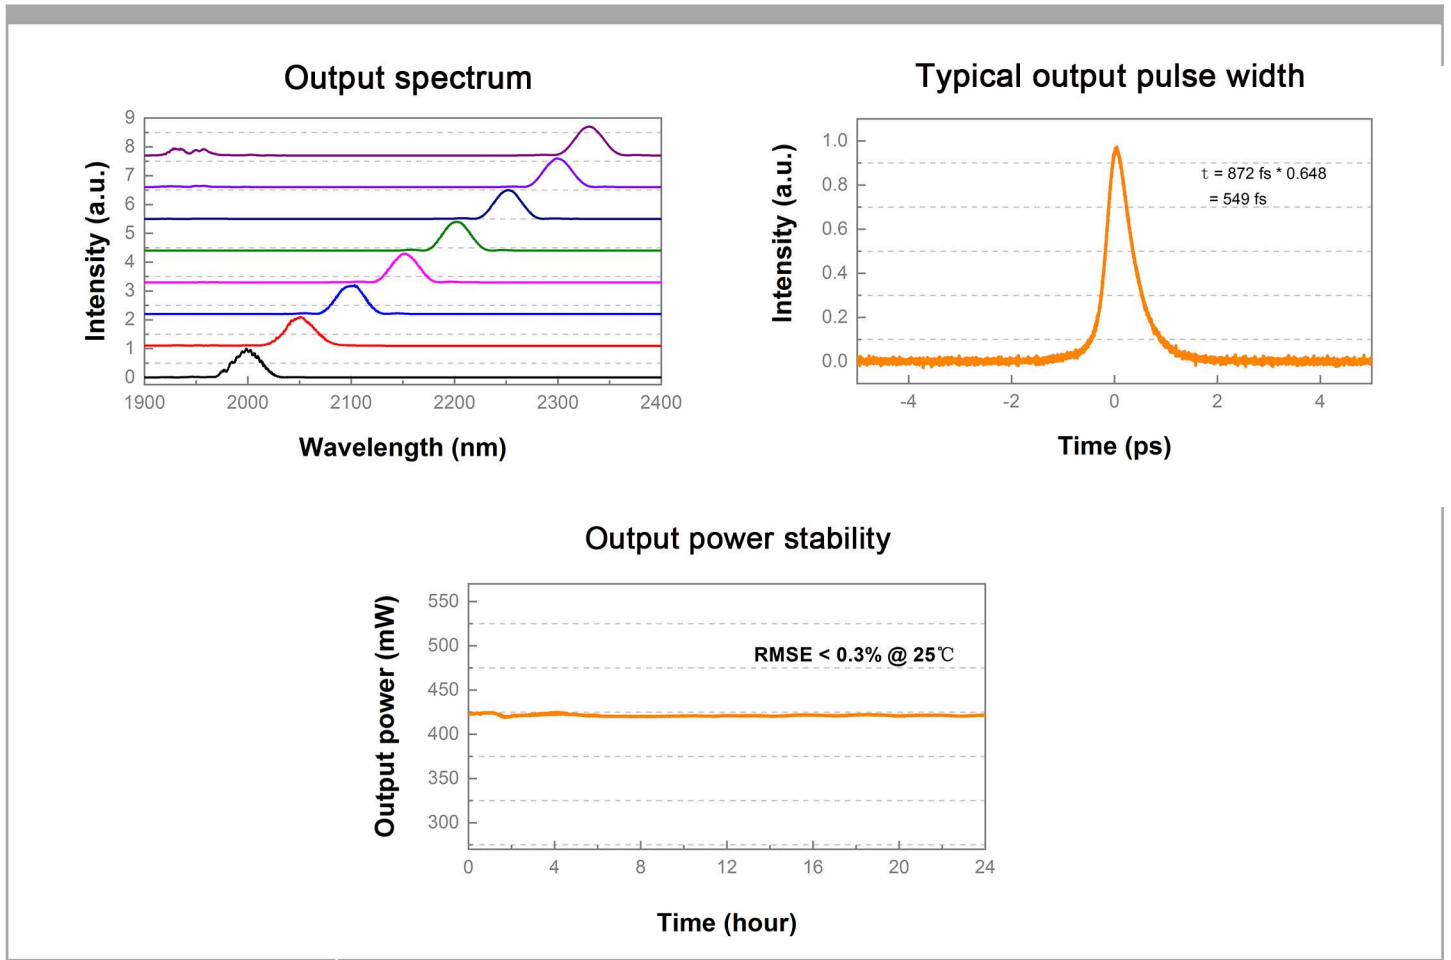 Output spectrum
9
8
7
6
5
4
3
2
1
0
Intensity (a.u.)
1900 2000 2100 2200 2300 2400
Wavelength (nm)
Typical output pulse width
1.0
0.8
0.6
0.4
0.2
0.0
Intensity (a.u.)
t = 872 fs * 0.648
= 549 fs
-4 -2 0 2 4
Time (ps)
Output power stability
550
500
450
400
350
300
Output power (mW)
RMSE < 0.3% @ 25℃
0 4 8 12 16 20 24
Time (hour)